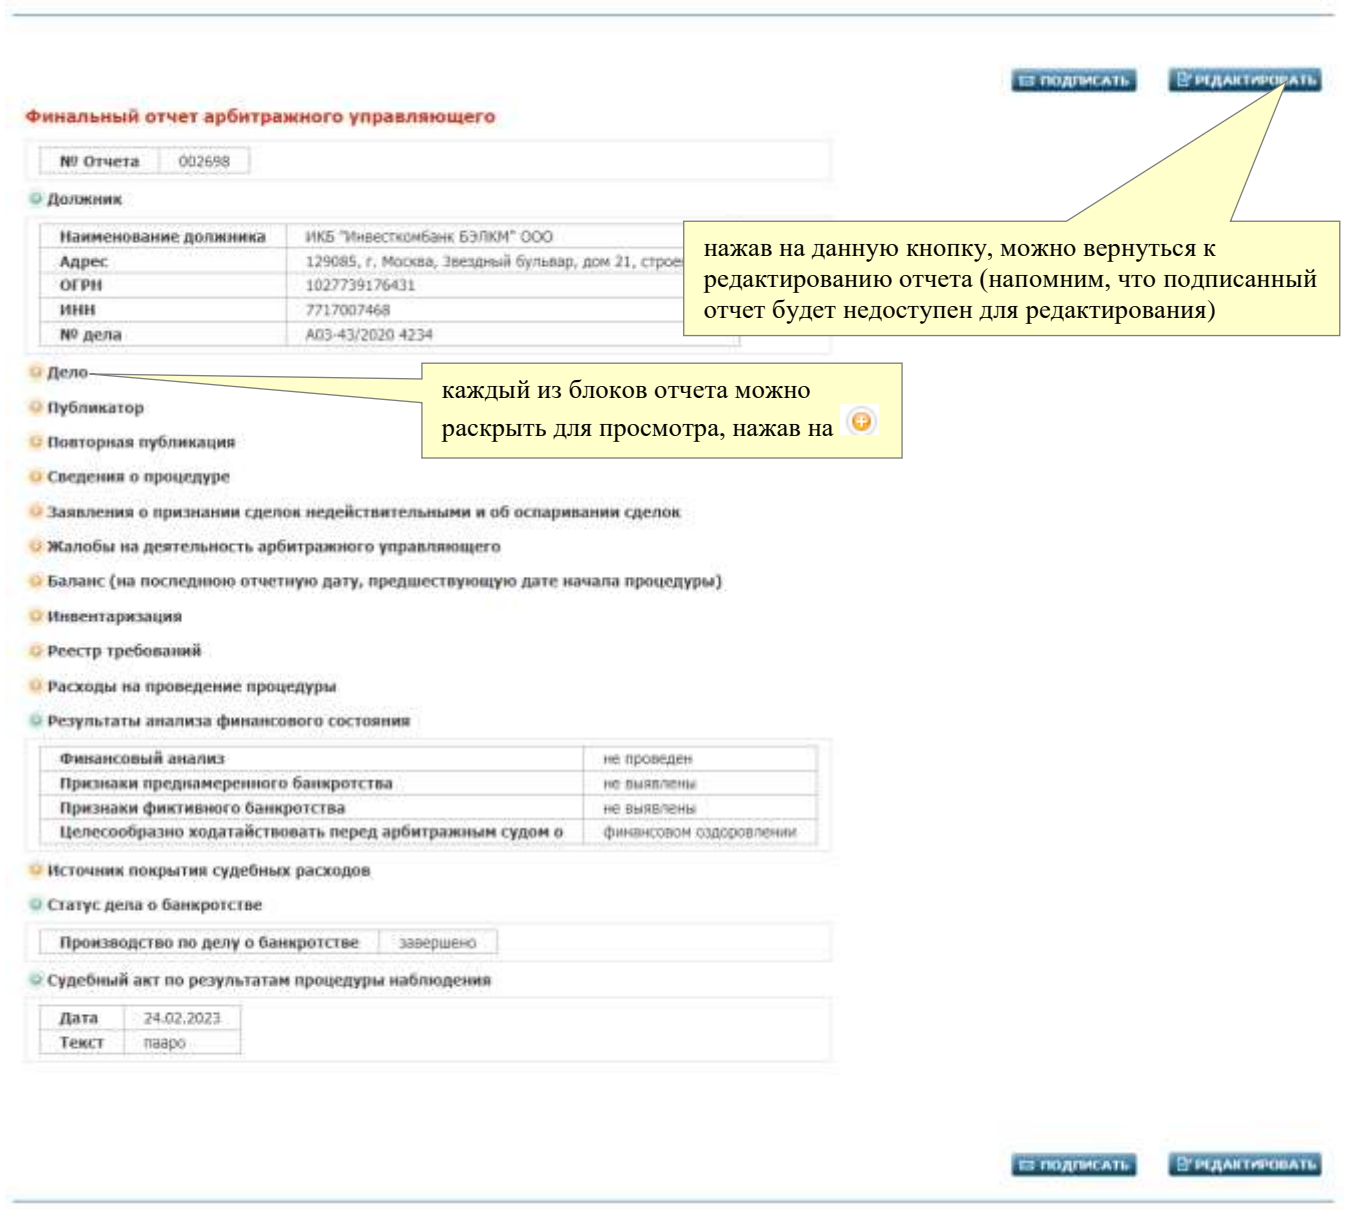 ПОДПИСАТЬ РЕДАКТИРОВАТЬ
Финальный отчет арбитражного управляющего
№ Отчета 002698
Должник
Наименование должника ИКБ "Инвесткомбанк БЭЛКМ" ООО
Адрес 129085, г. Москва, Звездный бульвар, дом 21, строе
ОГРН 1027739176431
ИНН 7717007468
№ дела А03-43/2020 4234
нажав на данную кнопку, можно вернуться к
редактированию отчета (напомним, что подписанный
отчет будет недоступен для редактирования)
Дело
каждый из блоков отчета можно
раскрыть для просмотра, нажав на
Публикатор
Повторная публикация
Сведения о процедуре
Заявления о признании сделок недействительными и об оспаривании сделок
Жалобы на деятельность арбитражного управляющего
Баланс (на последнюю отчетную дату, предшествующую дате начала процедуры)
Инвентаризация
Реестр требований
Расходы на проведение процедуры
Результаты анализа финансового состояния
Финансовый анализ не проведен
Признаки преднамеренного банкротства не выявлены
Признаки фиктивного банкротства не выявлены
Целесообразно ходатайствовать перед арбитражным судом о финансовом оздоровлении
Источник покрытия судебных расходов
Статус дела о банкротстве
Производство по делу о банкротстве завершено
Судебный акт по результатам процедуры наблюдения
Дата 24.02.2023
Текст пааро
ПОДПИСАТЬ РЕДАКТИРОВАТЬ